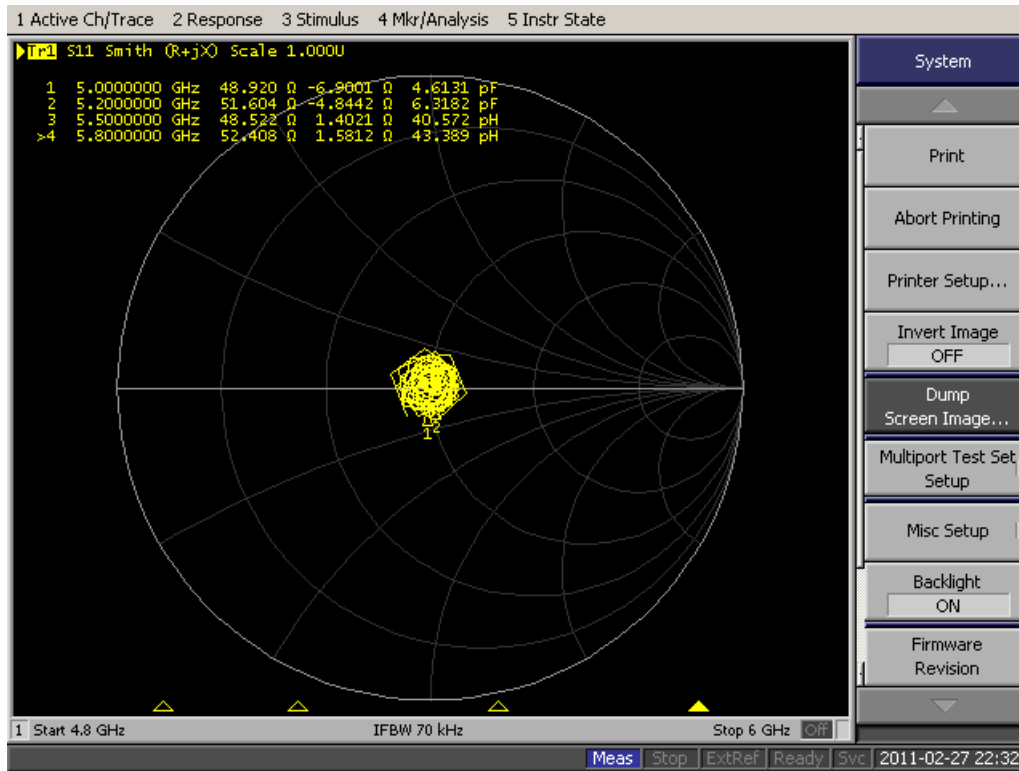 1 Active Ch/Trace 2 Response 3 Stimulus 4 Mkr/Analysis 5 Instr State
Tr1 S11 Smith (R+jX) Scale 1.000U
1 5.0000000 GHz 48.920 Ω -6.9001 Ω 4.6131 pF
2 5.2000000 GHz 51.604 Ω -4.8442 Ω 6.3182 pF
3 5.5000000 GHz 48.522 Ω 1.4021 Ω 40.572 pH
>4 5.8000000 GHz 52.408 Ω 1.5812 Ω 43.389 pH
1 2
1 Start 4.8 GHz IFBW 70 kHz Stop 6 GHz Off
System
Print
Abort Printing
Printer Setup...
Invert Image
OFF
Dump
Screen Image...
Multiport Test Set
Setup
Misc Setup
Backlight
ON
Firmware
Revision
Meas Stop ExtRef Ready Svc 2011-02-27 22:32